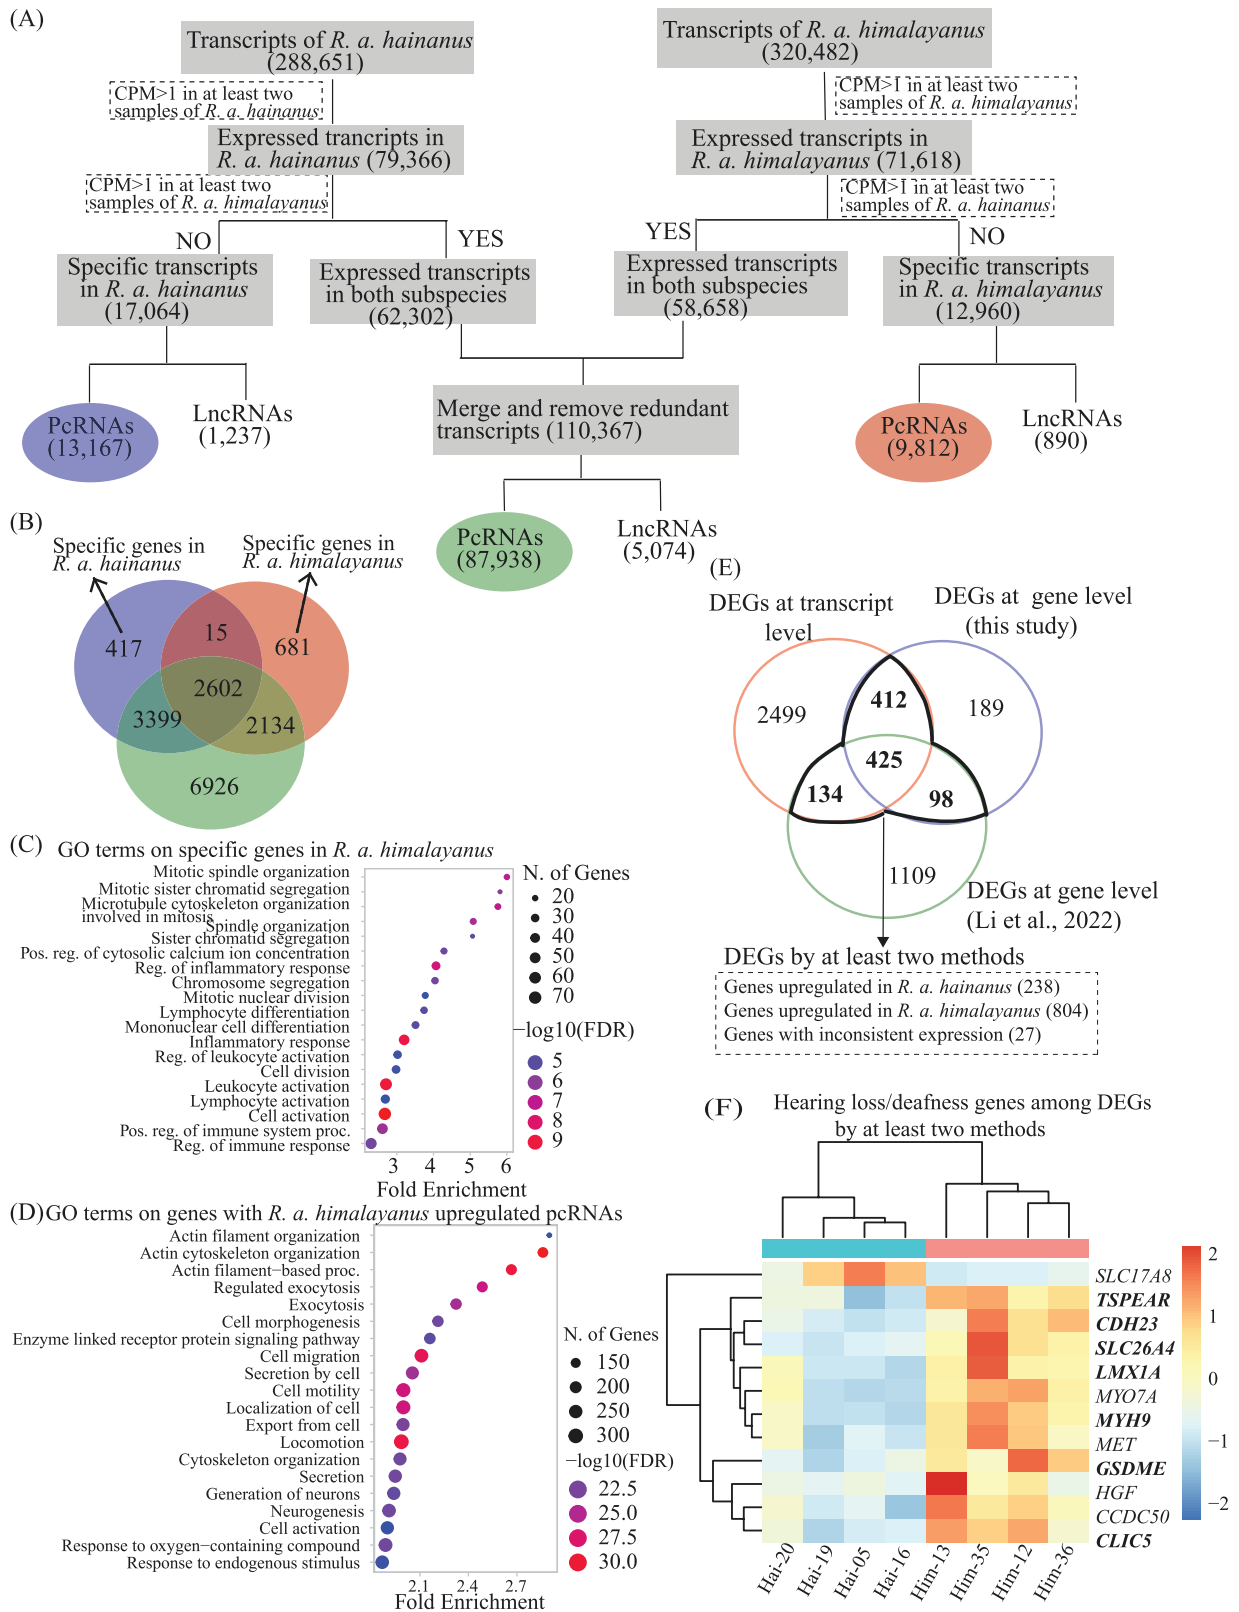 (A)
Transcripts of R. a. hainanus
(288,651)
Transcripts of R. a. himalayanus
(320,482)
CPM>1 in at least two
samples of R. a. hainanus
CPM>1 in at least two
samples of R. a. himalayanus
Expressed trancripts in
R. a. hainanus (79,366)
Expressed transcripts in
R. a. himalayanus (71,618)
CPM>1 in at least two
samples of R. a. himalayanus
CPM>1 in at least two
samples of R. a. hainanus
NO
YES
YES
NO
Specific transcripts
in R. a. hainanus
(17,064)
Expressed transcripts
in both subspecies
(62,302)
Expressed transcripts
in both subspecies
(58,658)
Specific transcripts
in R. a. himalayanus
(12,960)
PcRNAs
(13,167)
LncRNAs
(1,237)
Merge and remove redundant
transcripts (110,367)
PcRNAs
(9,812)
LncRNAs
(890)
PcRNAs
(87,938)
LncRNAs
(5,074)
(B)
Specific genes in
R. a. hainanus
Specific genes in
R. a. himalayanus
417
15
681
2602
3399
2134
6926
(E)
DEGs at transcript
level
DEGs at gene level
(this study)
2499
412
189
425
134
98
1109
DEGs at gene level
(Li et al., 2022)
DEGs by at least two methods
Genes upregulated in R. a. hainanus (238)
Genes upregulated in R. a. himalayanus (804)
Genes with inconsistent expression (27)
(C) GO terms on specific genes in R. a. himalayanus
Mitotic spindle organization
Mitotic sister chromatid segregation
Microtubule cytoskeleton organization
involved in mitosis
Spindle organization
Sister chromatid segregation
Pos. reg. of cytosolic calcium ion concentration
Reg. of inflammatory response
Chromosome segregation
Mitotic nuclear division
Lymphocyte differentiation
Mononuclear cell differentiation
Inflammatory response
Reg. of leukocyte activation
Cell division
Leukocyte activation
Lymphocyte activation
Cell activation
Pos. reg. of immune system proc.
Reg. of immune response
3 4 5 6
Fold Enrichment
N. of Genes
20
30
40
50
60
70
−log10(FDR)
5
6
7
8
9
(D) GO terms on genes with R. a. himalayanus upregulated pcRNAs
Actin filament organization
Actin cytoskeleton organization
Actin filament−based proc.
Regulated exocytosis
Exocytosis
Cell morphogenesis
Enzyme linked receptor protein signaling pathway
Cell migration
Secretion by cell
Cell motility
Localization of cell
Export from cell
Locomotion
Cytoskeleton organization
Secretion
Generation of neurons
Neurogenesis
Cell activation
Response to oxygen−containing compound
Response to endogenous stimulus
2.1 2.4 2.7
Fold Enrichment
N. of Genes
150
200
250
300
−log10(FDR)
22.5
25.0
27.5
30.0
(F)
Hearing loss/deafness genes among DEGs
by at least two methods
SLC17A8
TSPEAR
CDH23
SLC26A4
LMX1A
MYO7A
MYH9
MET
GSDME
HGF
CCDC50
CLIC5
Hai-20 Hai-19 Hai-05 Hai-16 Him-13 Him-35 Him-12 Him-36
2
1
0
−1
−2